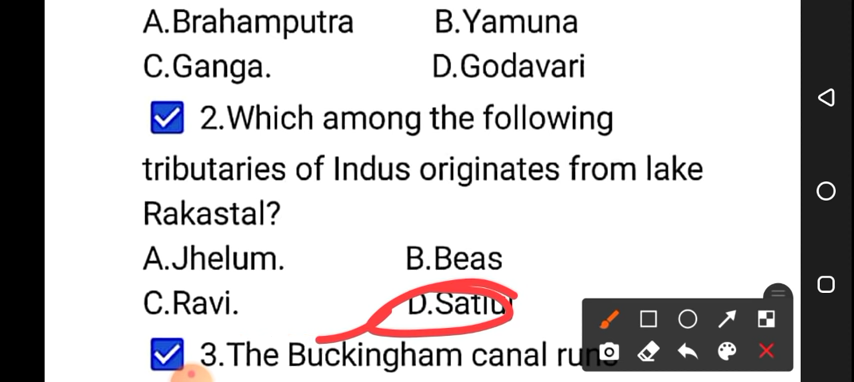 A.Brahamputra B.Yamuna
C.Ganga. D.Godavari
2.Which among the following
tributaries of Indus originates from lake
Rakastal?
A.Jhelum. B.Beas
C.Ravi.
3.The Buckingham canal runs